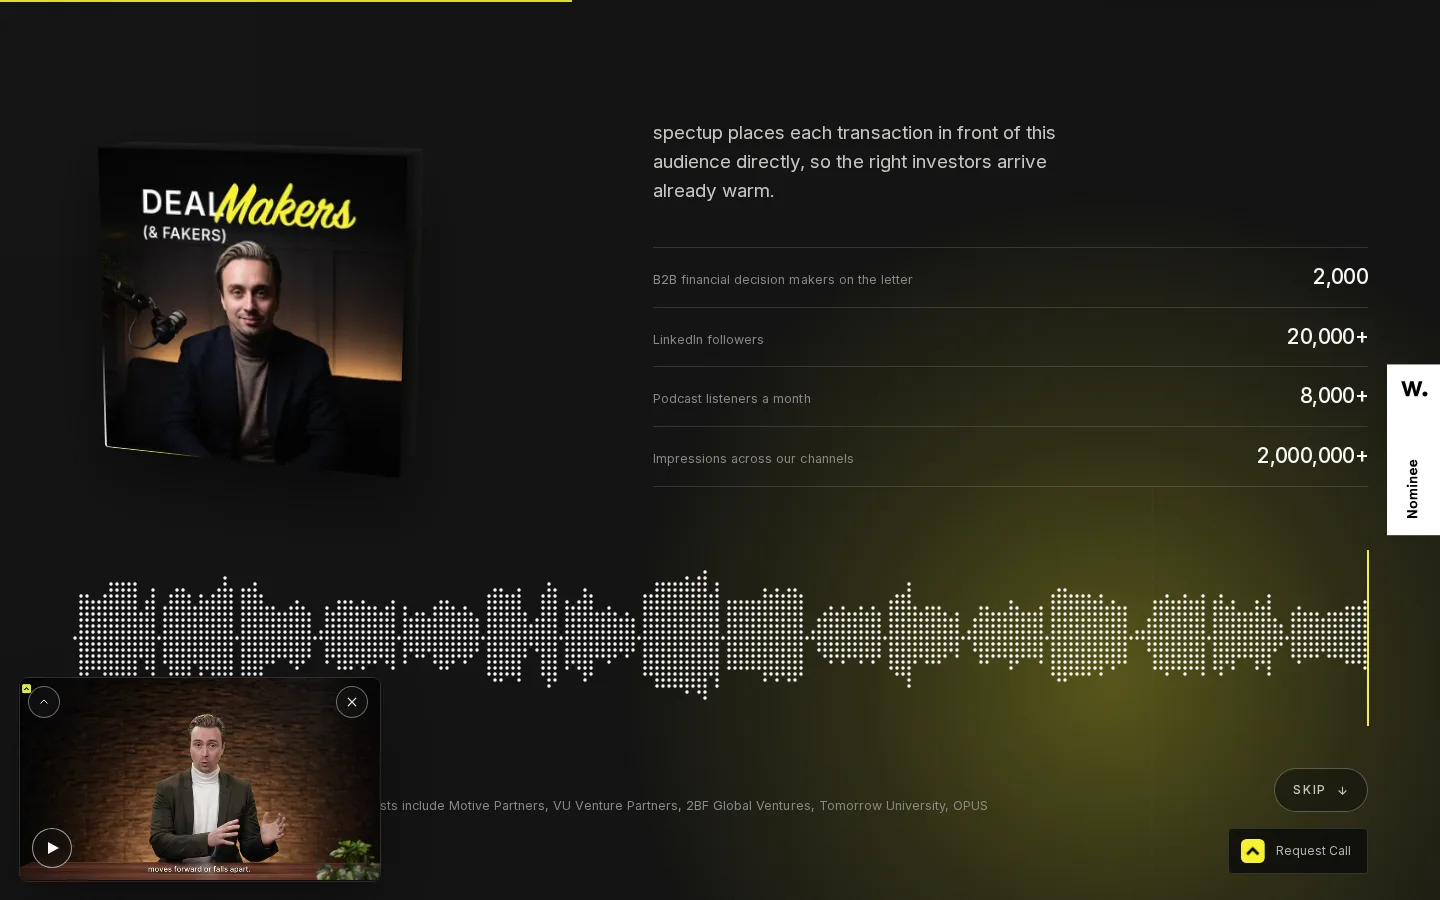 spectup places each transaction in front of this
audience directly, so the right investors arrive
already warm.
DEALMakers
(& FAKERS)
B2B financial decision makers on the letter
2,000
LinkedIn followers
20,000+
Podcast listeners a month
8,000+
Impressions across our channels
2,000,000+
W.
Nominee
sts include Motive Partners, VU Venture Partners, 2BF Global Ventures, Tomorrow University, OPUS
SKIP
Request Call
moves forward or falls apart.